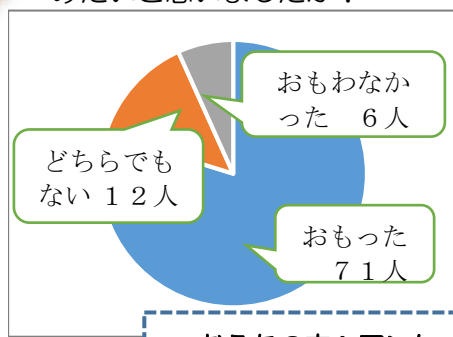 おもわなか
った　６人
どちらでも
ない１２人
おもった
７１人